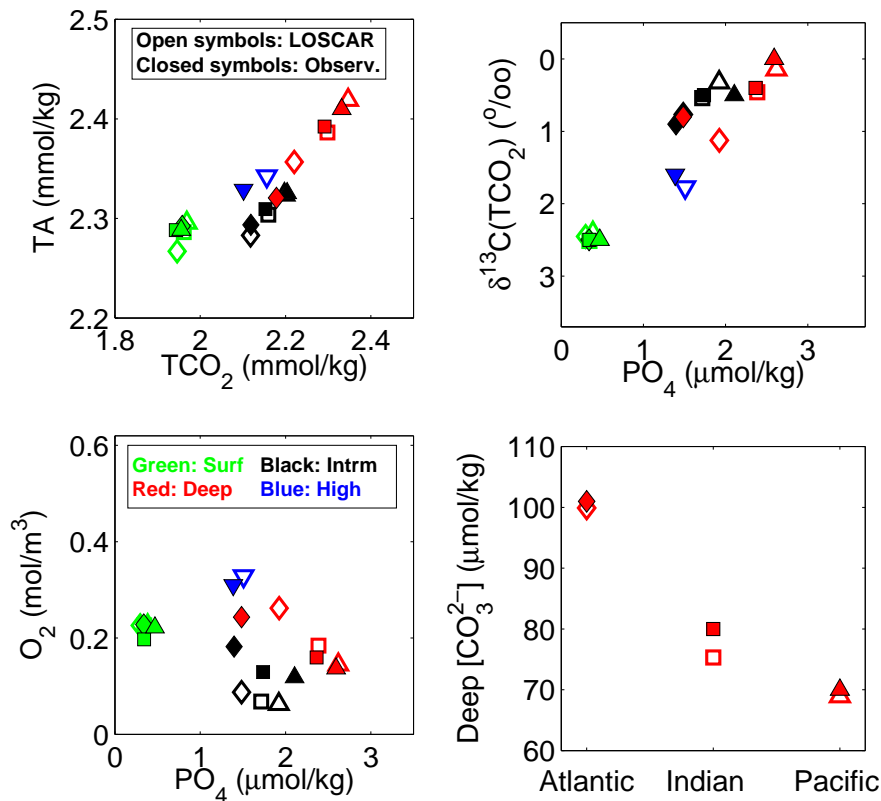 2.5
2.4
2.3
2.2
TA (mmol/kg)
Open symbols: LOSCAR
Closed symbols: Observ.
1.8 2 2.2 2.4
TCO₂ (mmol/kg)
0
1
2
3
δ¹³C(TCO₂) (°/oo)
0 1 2 3
PO₄ (μmol/kg)
0.6
0.4
0.2
0
O₂ (mol/m³)
Green: Surf Black: Intrm
Red: Deep Blue: High
0 1 2 3
PO₄ (μmol/kg)
110
100
90
80
70
60
Deep [CO₃²⁻] (μmol/kg)
Atlantic Indian Pacific